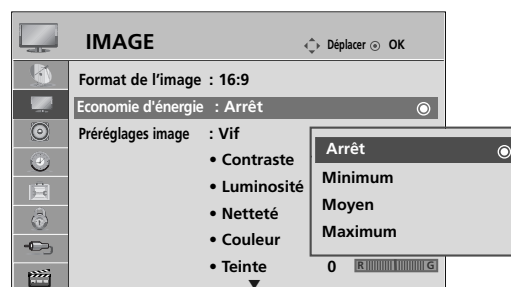 IMAGE
Déplacer OK
Format de l'image : 16:9
Economie d'énergie : Arrêt
Préréglages image : Vif
• Contraste
• Luminosité
• Netteté
• Couleur
• Teinte 0 R G
Arrêt
Minimum
Moyen
Maximum